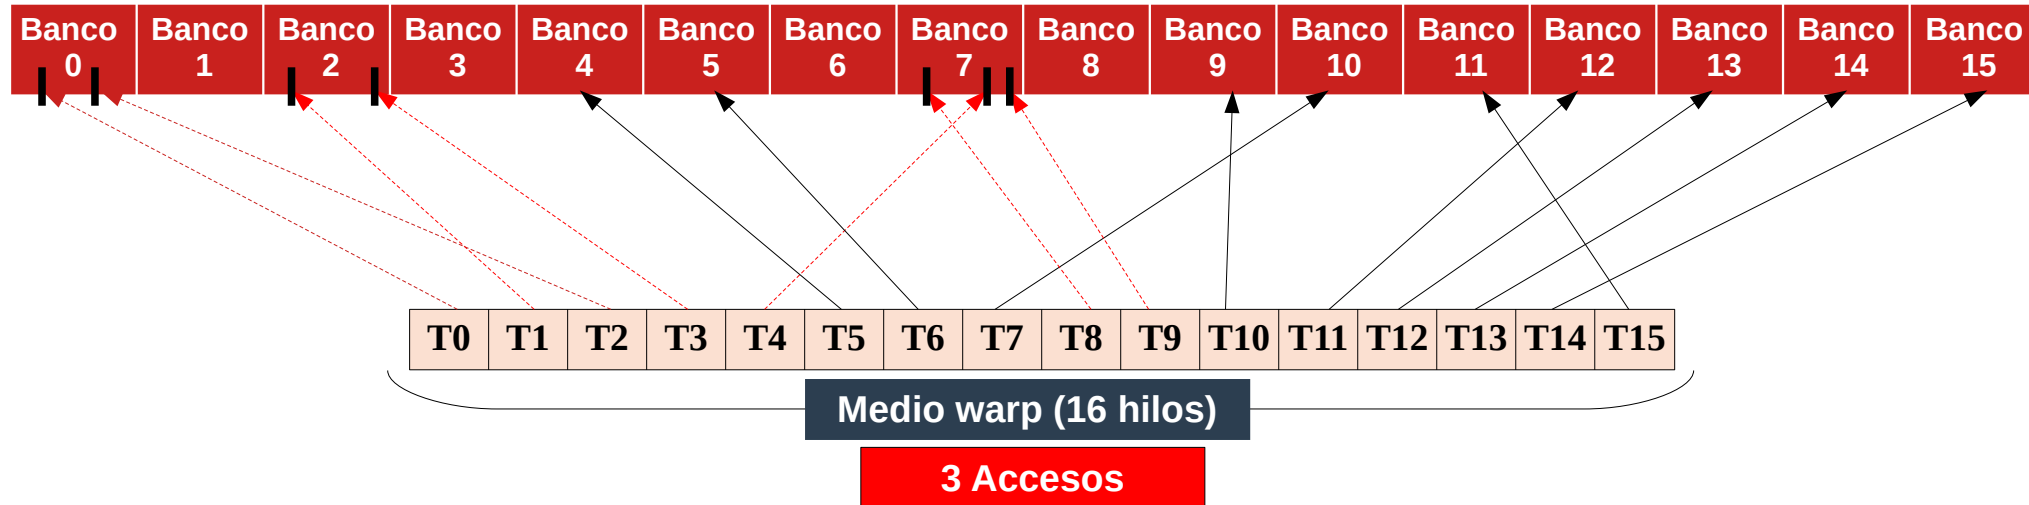 Banco 0 Banco 1 Banco 2 Banco 3 Banco 4 Banco 5 Banco 6 Banco 7 Banco 8 Banco 9 Banco 10 Banco 11 Banco 12 Banco 13 Banco 14 Banco 15
T0 T1 T2 T3 T4 T5 T6 T7 T8 T9 T10 T11 T12 T13 T14 T15
Medio warp (16 hilos)
3 Accesos